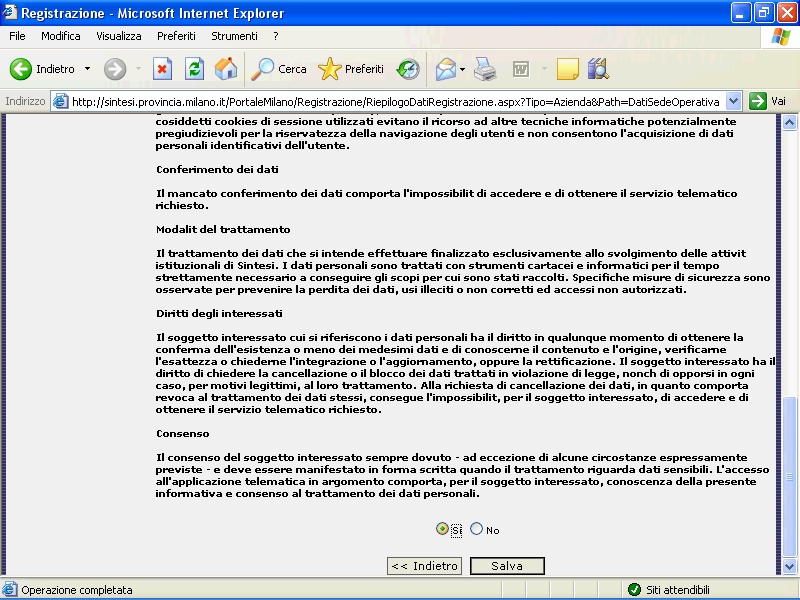 Registrazione - Microsoft Internet Explorer
File Modifica Visualizza Preferiti Strumenti ?
Indietro Cerca Preferiti
Indirizzo http://sintesi.provincia.milano.it/PortaleMilano/Registrazione/RiepilogoDatiRegistrazione.aspx?Tipo=Azienda&Path=DatiSedeOperativa Vai
cosiddetti cookies di sessione utilizzati evitano il ricorso ad altre tecniche informatiche potenzialmente
pregiudizievoli per la riservatezza della navigazione degli utenti e non consentono l'acquisizione di dati
personali identificativi dell'utente.
Conferimento dei dati
Il mancato conferimento dei dati comporta l'impossibilit di accedere e di ottenere il servizio telematico
richiesto.
Modalit del trattamento
Il trattamento dei dati che si intende effettuare finalizzato esclusivamente allo svolgimento delle attivit
istituzionali di Sintesi. I dati personali sono trattati con strumenti cartacei e informatici per il tempo
strettamente necessario a conseguire gli scopi per cui sono stati raccolti. Specifiche misure di sicurezza sono
osservate per prevenire la perdita dei dati, usi illeciti o non corretti ed accessi non autorizzati.
Diritti degli interessati
Il soggetto interessato cui si riferiscono i dati personali ha il diritto in qualunque momento di ottenere la
conferma dell'esistenza o meno dei medesimi dati e di conoscerne il contenuto e l'origine, verificarne
l'esattezza o chiederne l'integrazione o l'aggiornamento, oppure la rettificazione. Il soggetto interessato ha il
diritto di chiedere la cancellazione o il blocco dei dati trattati in violazione di legge, nonch di opporsi in ogni
caso, per motivi legittimi, al loro trattamento. Alla richiesta di cancellazione dei dati, in quanto comporta
revoca al trattamento dei dati stessi, consegue l'impossibilit, per il soggetto interessato, di accedere e di
ottenere il servizio telematico richiesto.
Consenso
Il consenso del soggetto interessato sempre dovuto - ad eccezione di alcune circostanze espressamente
previste - e deve essere manifestato in forma scritta quando il trattamento riguarda dati sensibili. L'accesso
all'applicazione telematica in argomento comporta, per il soggetto interessato, conoscenza della presente
informativa e consenso al trattamento dei dati personali.
Si No
<< Indietro Salva
Operazione completata Siti attendibili